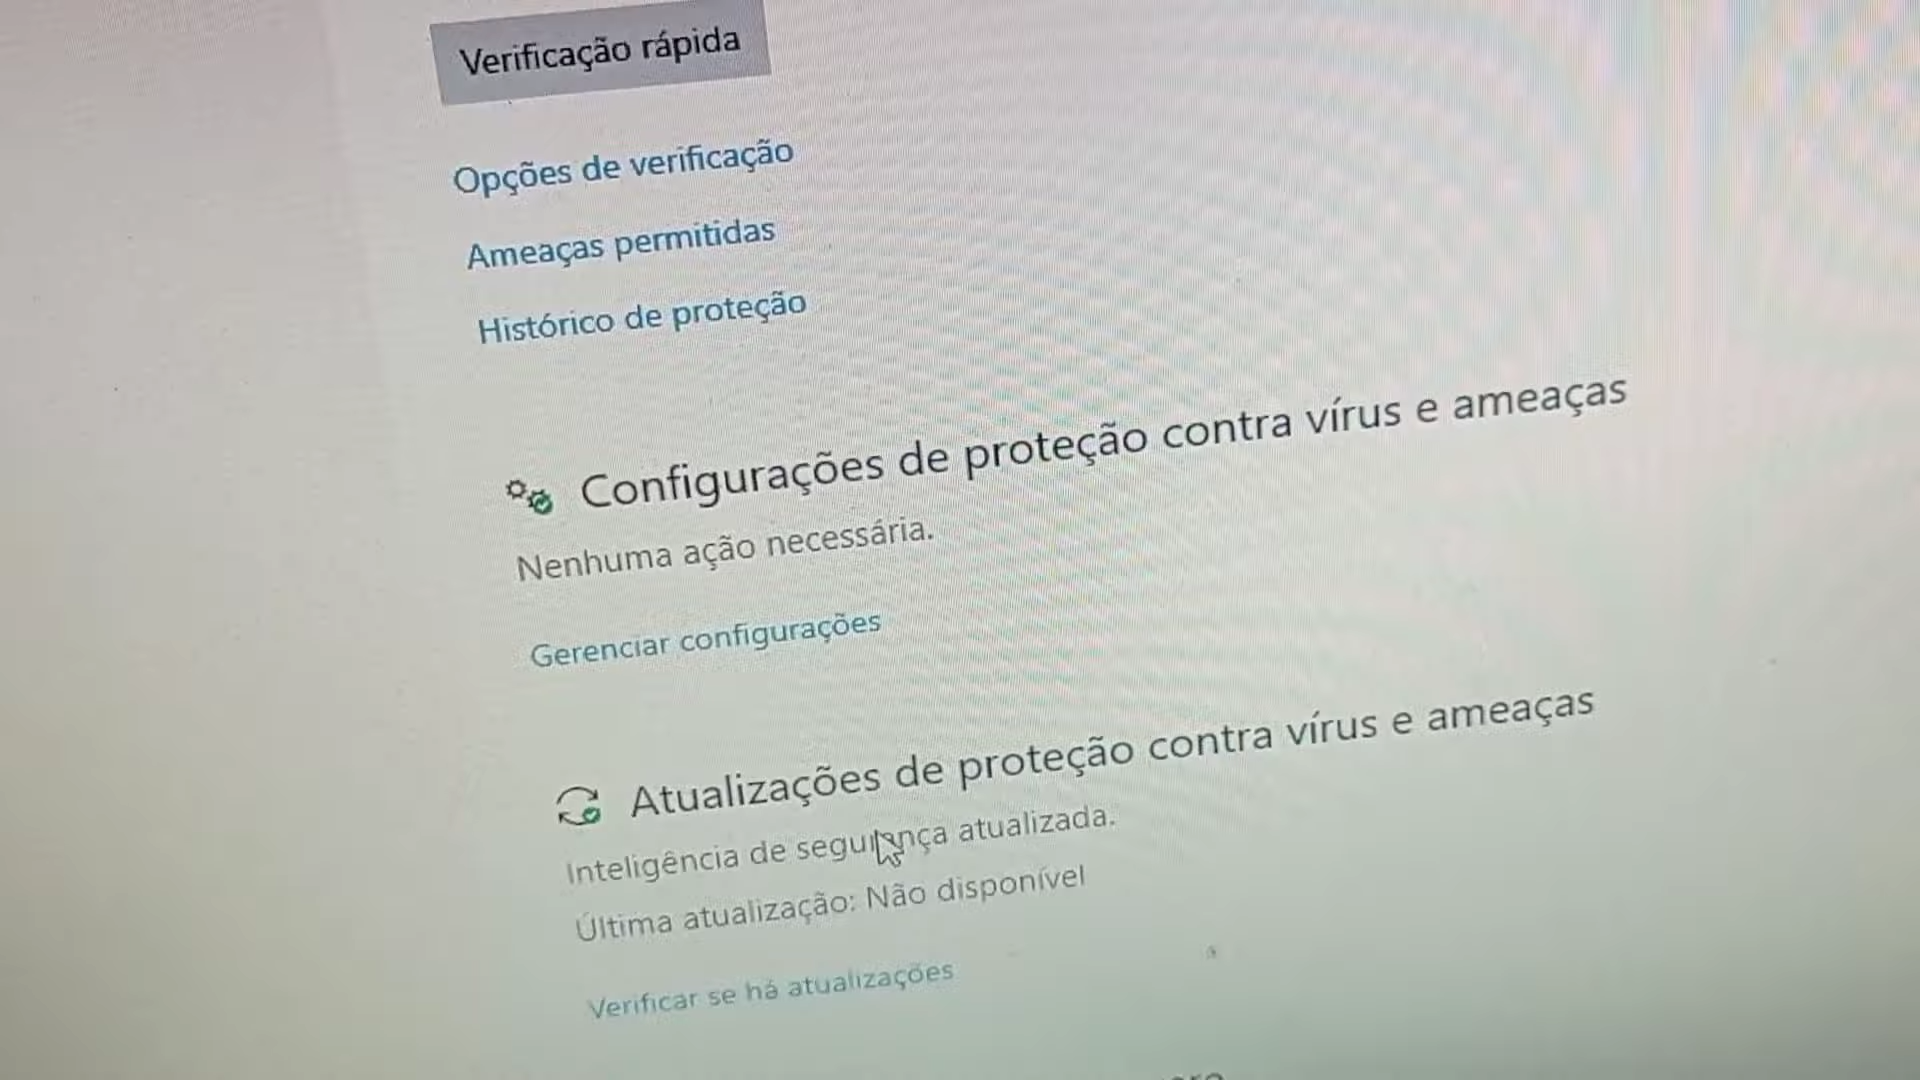 Verificação rápida
Opções de verificação
Ameaças permitidas
Histórico de proteção
Configurações de proteção contra vírus e ameaças
Nenhuma ação necessária.
Gerenciar configurações
Atualizações de proteção contra vírus e ameaças
Inteligência de segurança atualizada.
Última atualização: Não disponível
Verificar se há atualizações